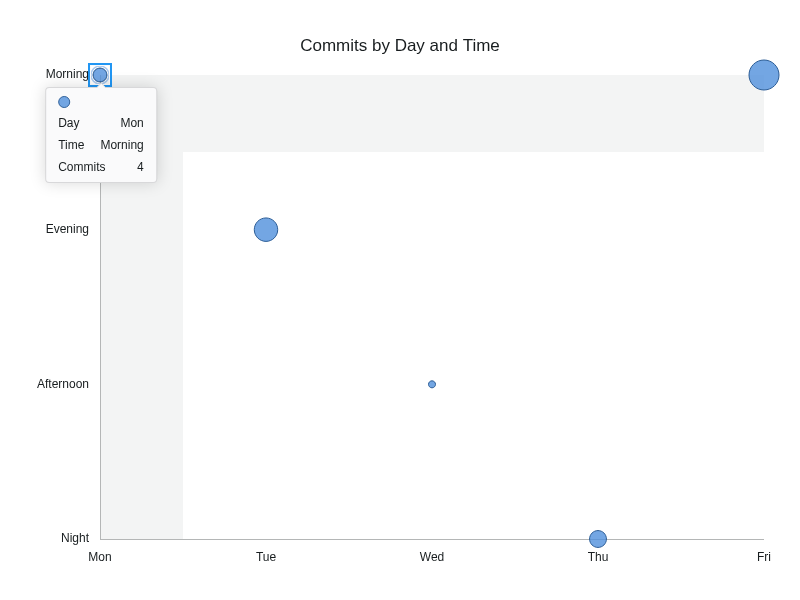 Commits by Day and Time
Morning
Day Mon
Time Morning
Commits 4
Evening
Afternoon
Night
Mon Tue Wed Thu Fri